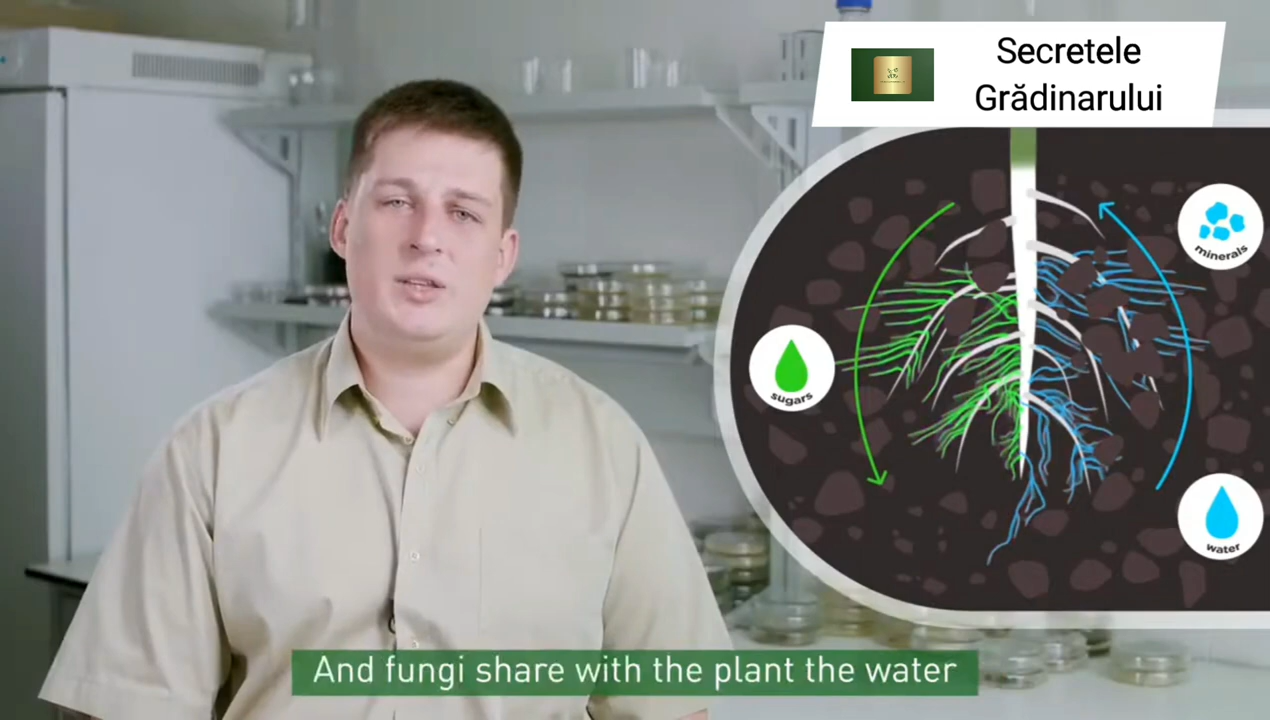 Secretele
Grădinarului
minerals
sugars
water
And fungi share with the plant the water